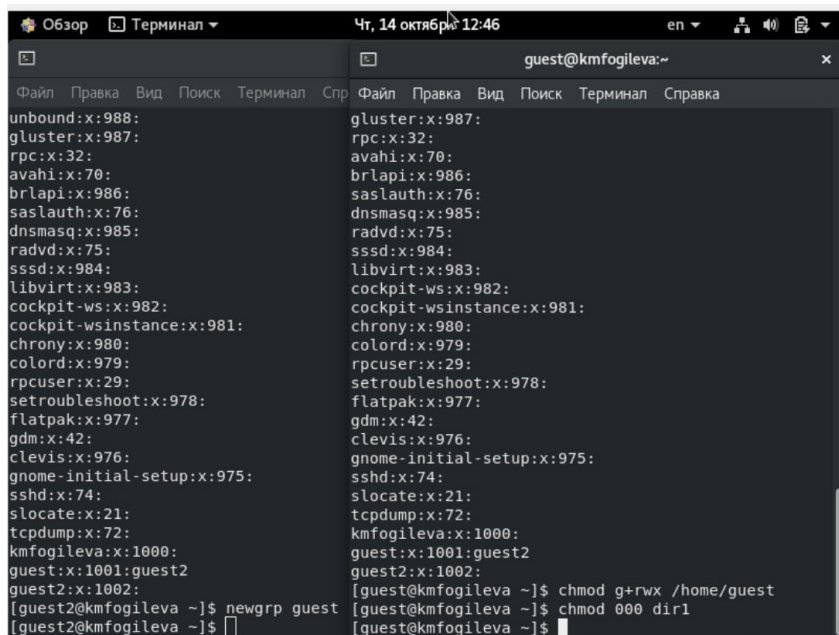 Обзор Терминал Чт, 14 октября 12:46 en
Файл Правка Вид Поиск Терминал Спр
unbound:x:988:
gluster:x:987:
rpc:x:32:
avahi:x:70:
brlapi:x:986:
saslauth:x:76:
dnsmasq:x:985:
radvd:x:75:
sssd:x:984:
libvirt:x:983:
cockpit-ws:x:982:
cockpit-wsinstance:x:981:
chrony:x:980:
colord:x:979:
rpcuser:x:29:
setroubleshoot:x:978:
flatpak:x:977:
gdm:x:42:
clevis:x:976:
gnome-initial-setup:x:975:
sshd:x:74:
slocate:x:21:
tcpdump:x:72:
kmfogileva:x:1000:
guest:x:1001:guest2
guest2:x:1002:
[guest2@kmfogileva ~]$ newgrp guest
[guest2@kmfogileva ~]$
guest@kmfogileva:~
Файл Правка Вид Поиск Терминал Справка
gluster:x:987:
rpc:x:32:
avahi:x:70:
brlapi:x:986:
saslauth:x:76:
dnsmasq:x:985:
radvd:x:75:
sssd:x:984:
libvirt:x:983:
cockpit-ws:x:982:
cockpit-wsinstance:x:981:
chrony:x:980:
colord:x:979:
rpcuser:x:29:
setroubleshoot:x:978:
flatpak:x:977:
gdm:x:42:
clevis:x:976:
gnome-initial-setup:x:975:
sshd:x:74:
slocate:x:21:
tcpdump:x:72:
kmfogileva:x:1000:
guest:x:1001:guest2
guest2:x:1002:
[guest@kmfogileva ~]$ chmod g+rwx /home/guest
[guest@kmfogileva ~]$ chmod 000 dir1
[guest@kmfogileva ~]$